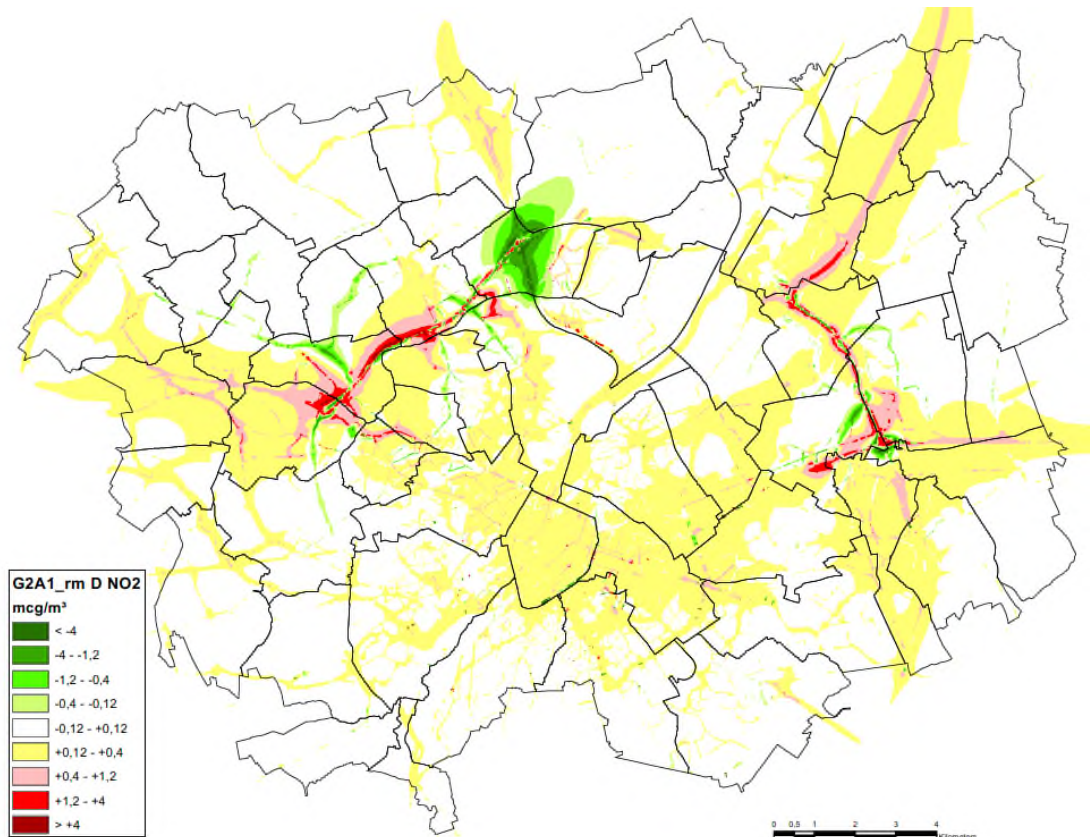 G2A1_rm D NO2
mcg/m³
< -4
-4 - -1,2
-1,2 - -0,4
-0,4 - -0,12
-0,12 - +0,12
+0,12 - +0,4
+0,4 - +1,2
+1,2 - +4
> +4
0 0,5 1 2 3 4